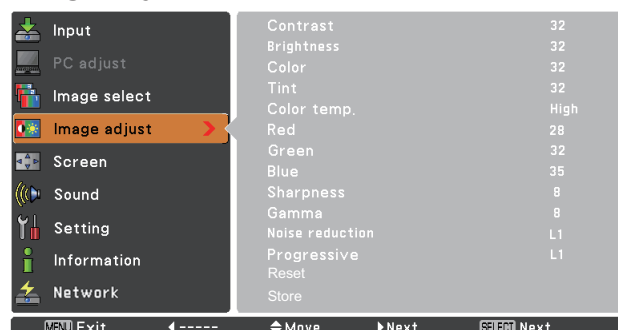 Input
PC adjust
Image select
Image adjust
Screen
Sound
Setting
Information
Network
Contrast 32
Brightness 32
Color 32
Tint 32
Color temp. High
Red 28
Green 32
Blue 35
Sharpness 8
Gamma 8
Noise reduction L1
Progressive L1
Reset
Store
MENU Exit ◀ ----- Move ▶Next SELECT Next